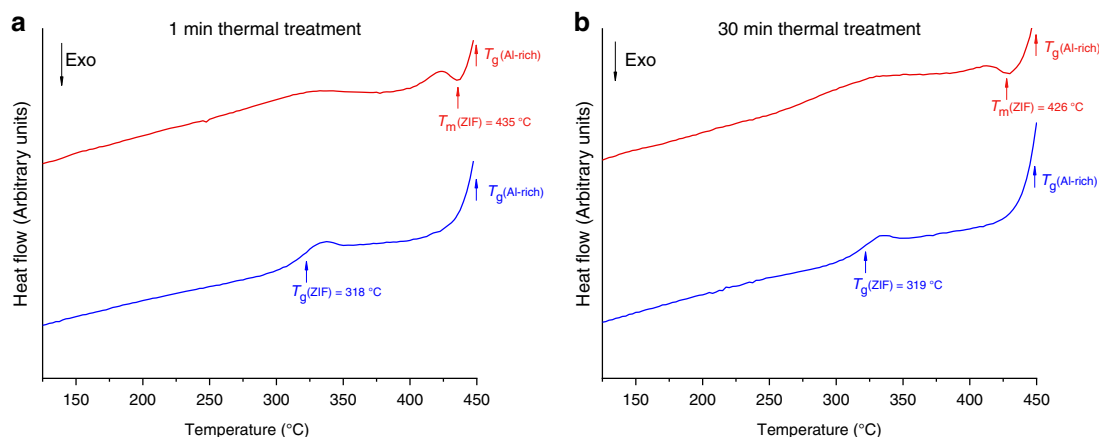 a
1 min thermal treatment
Exo
Tg(Al-rich)
Tm(ZIF) = 435 °C
Tg(Al-rich)
Tg(ZIF) = 318 °C
Heat flow (Arbitrary units)
150 200 250 300 350 400 450
Temperature (°C)
b
30 min thermal treatment
Exo
Tg(Al-rich)
Tm(ZIF) = 426 °C
Tg(Al-rich)
Tg(ZIF) = 319 °C
Heat flow (Arbitrary units)
150 200 250 300 350 400 450
Temperature (°C)